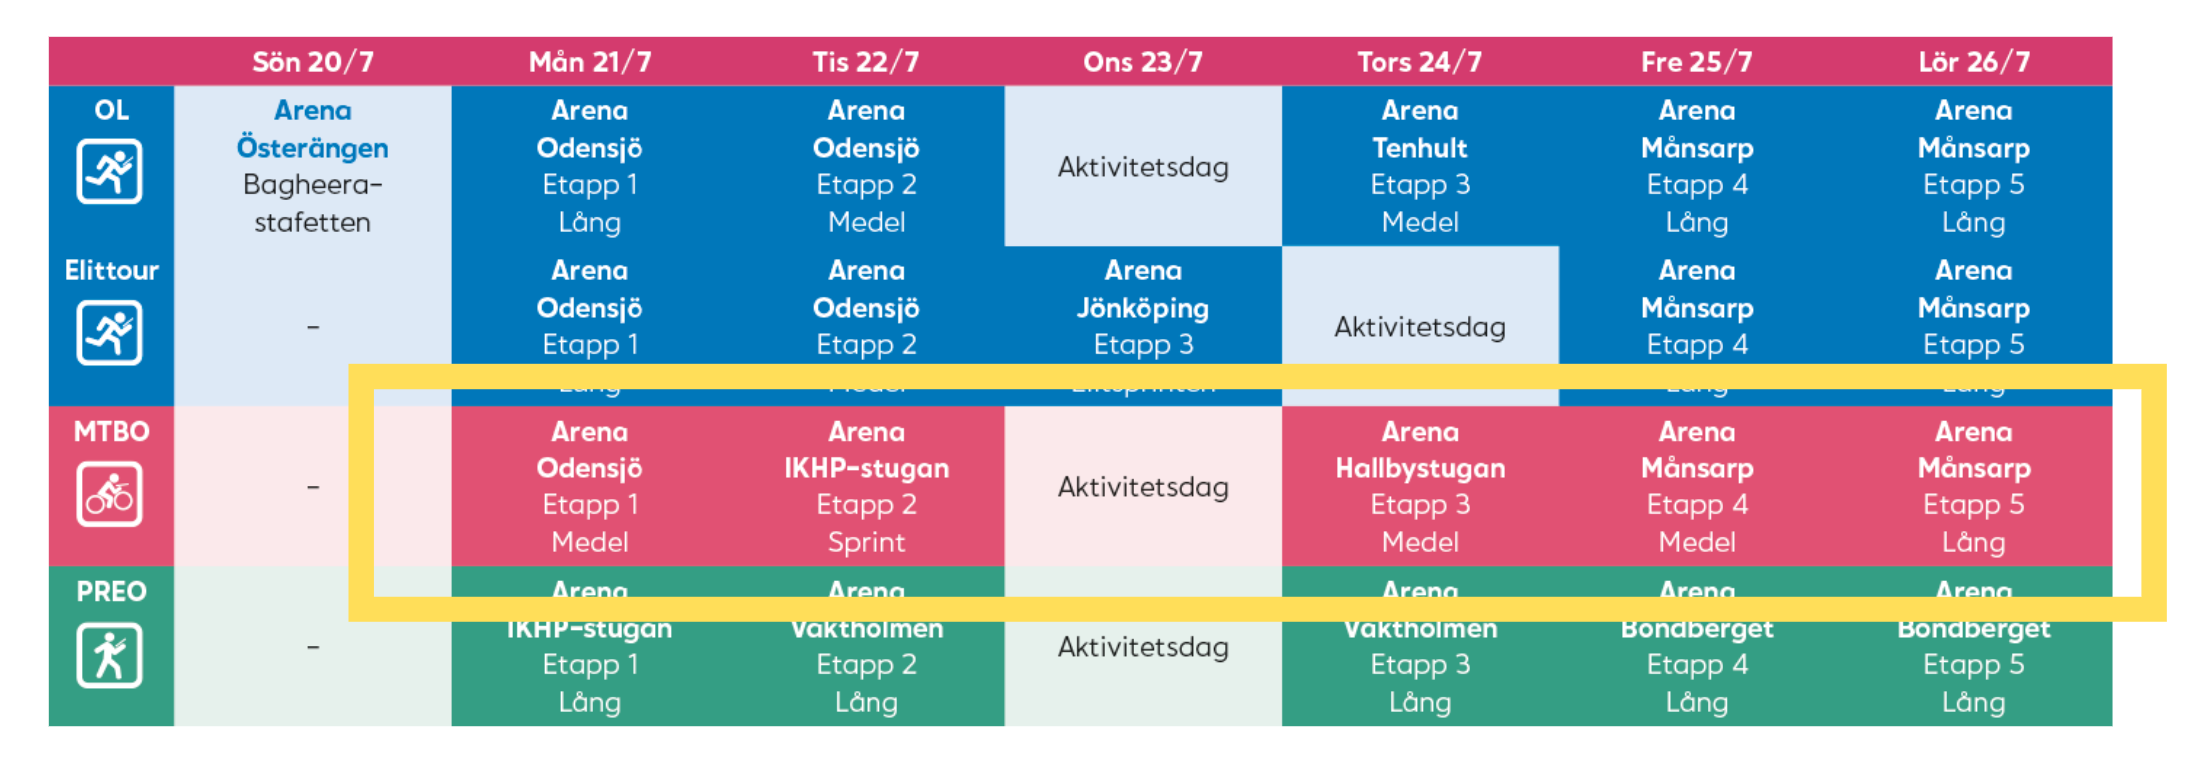 Sön 20/7 Mån 21/7 Tis 22/7 Ons 23/7 Tors 24/7 Fre 25/7 Lör 26/7
OL
Arena
Österängen
Bagheera-
stafetten
Arena
Odensjö
Etapp 1
Lång
Arena
Odensjö
Etapp 2
Medel
Aktivitetsdag
Arena
Tenhult
Etapp 3
Medel
Arena
Månsarp
Etapp 4
Lång
Arena
Månsarp
Etapp 5
Lång
Elittour
-
Arena
Odensjö
Etapp 1
Lång
Arena
Odensjö
Etapp 2
Medel
Arena
Jönköping
Etapp 3
Elitsprinten
Aktivitetsdag
Arena
Månsarp
Etapp 4
Lång
Arena
Månsarp
Etapp 5
Lång
MTBO
-
Arena
Odensjö
Etapp 1
Medel
Arena
IKHP-stugan
Etapp 2
Sprint
Aktivitetsdag
Arena
Hallbystugan
Etapp 3
Medel
Arena
Månsarp
Etapp 4
Medel
Arena
Månsarp
Etapp 5
Lång
PREO
-
Arena
IKHP-stugan
Etapp 1
Lång
Arena
Vaktholmen
Etapp 2
Lång
Aktivitetsdag
Arena
Vaktholmen
Etapp 3
Lång
Arena
Bondberget
Etapp 4
Lång
Arena
Bondberget
Etapp 5
Lång